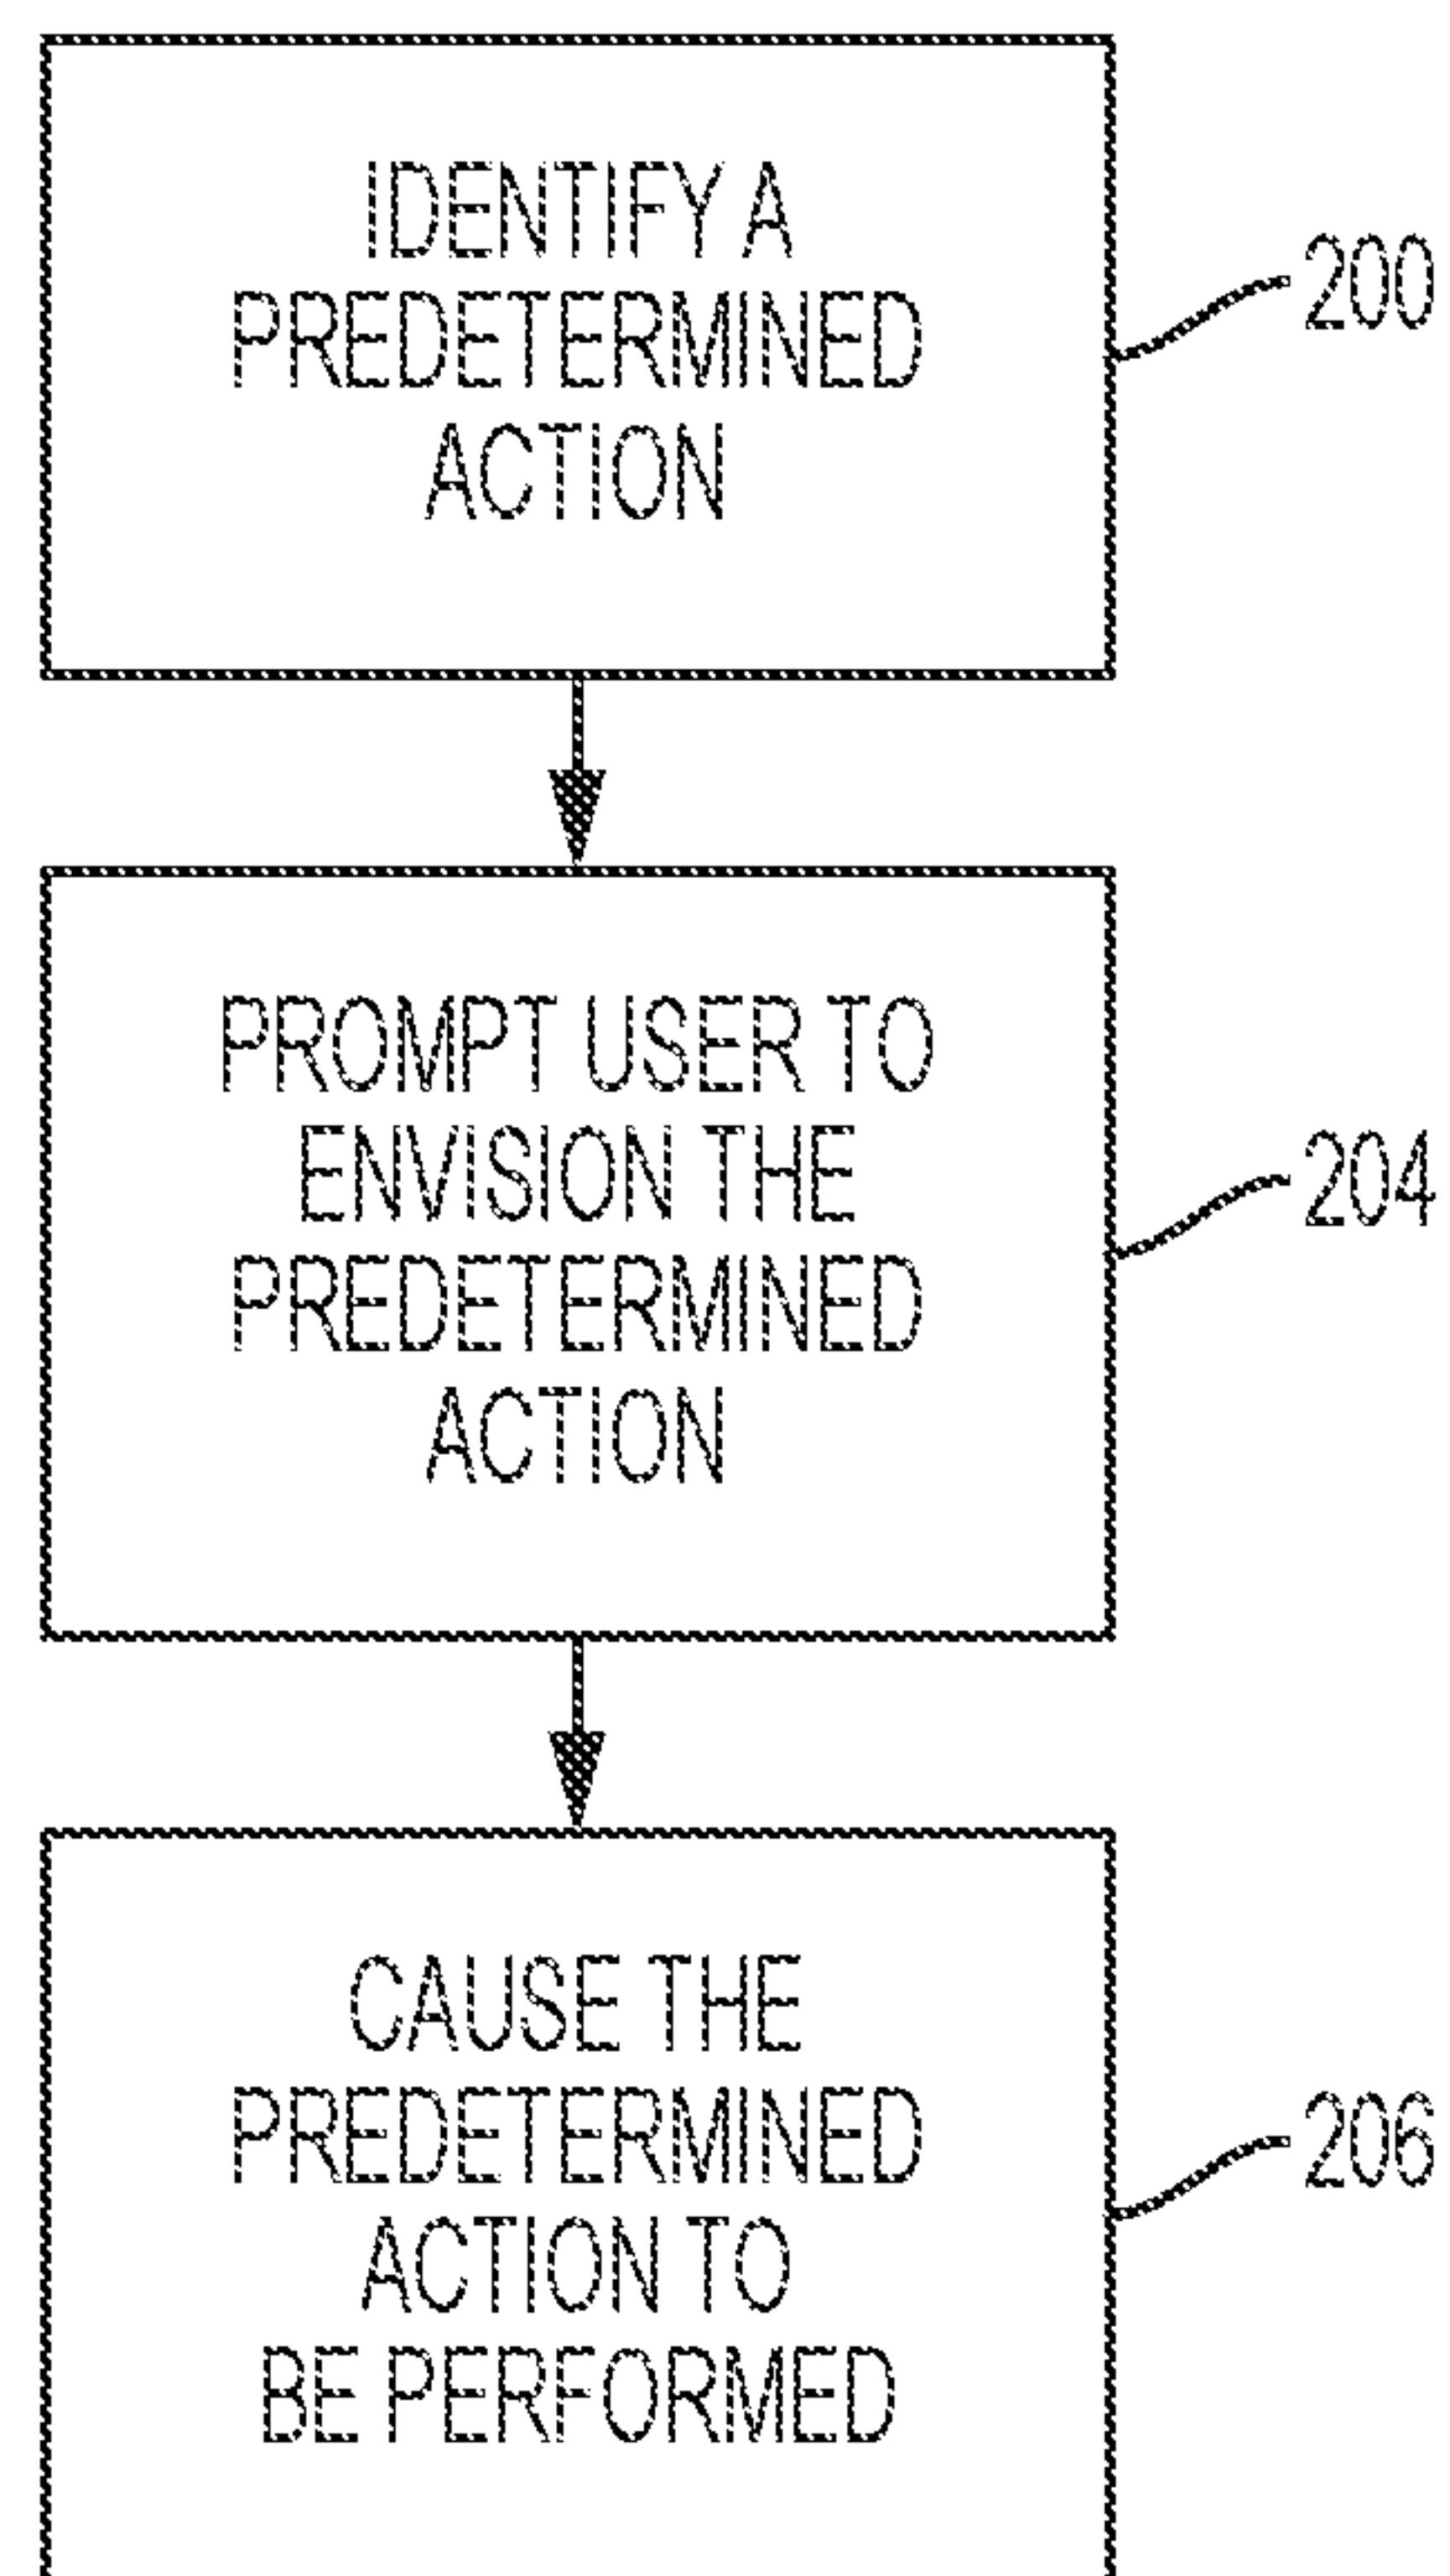 IDENTIFY A
PREDETERMINED
ACTION
200
PROMPT USER TO
ENVISION THE
PREDETERMINED
ACTION
204
CAUSE THE
PREDETERMINED
ACTION TO
BE PERFORMED
206